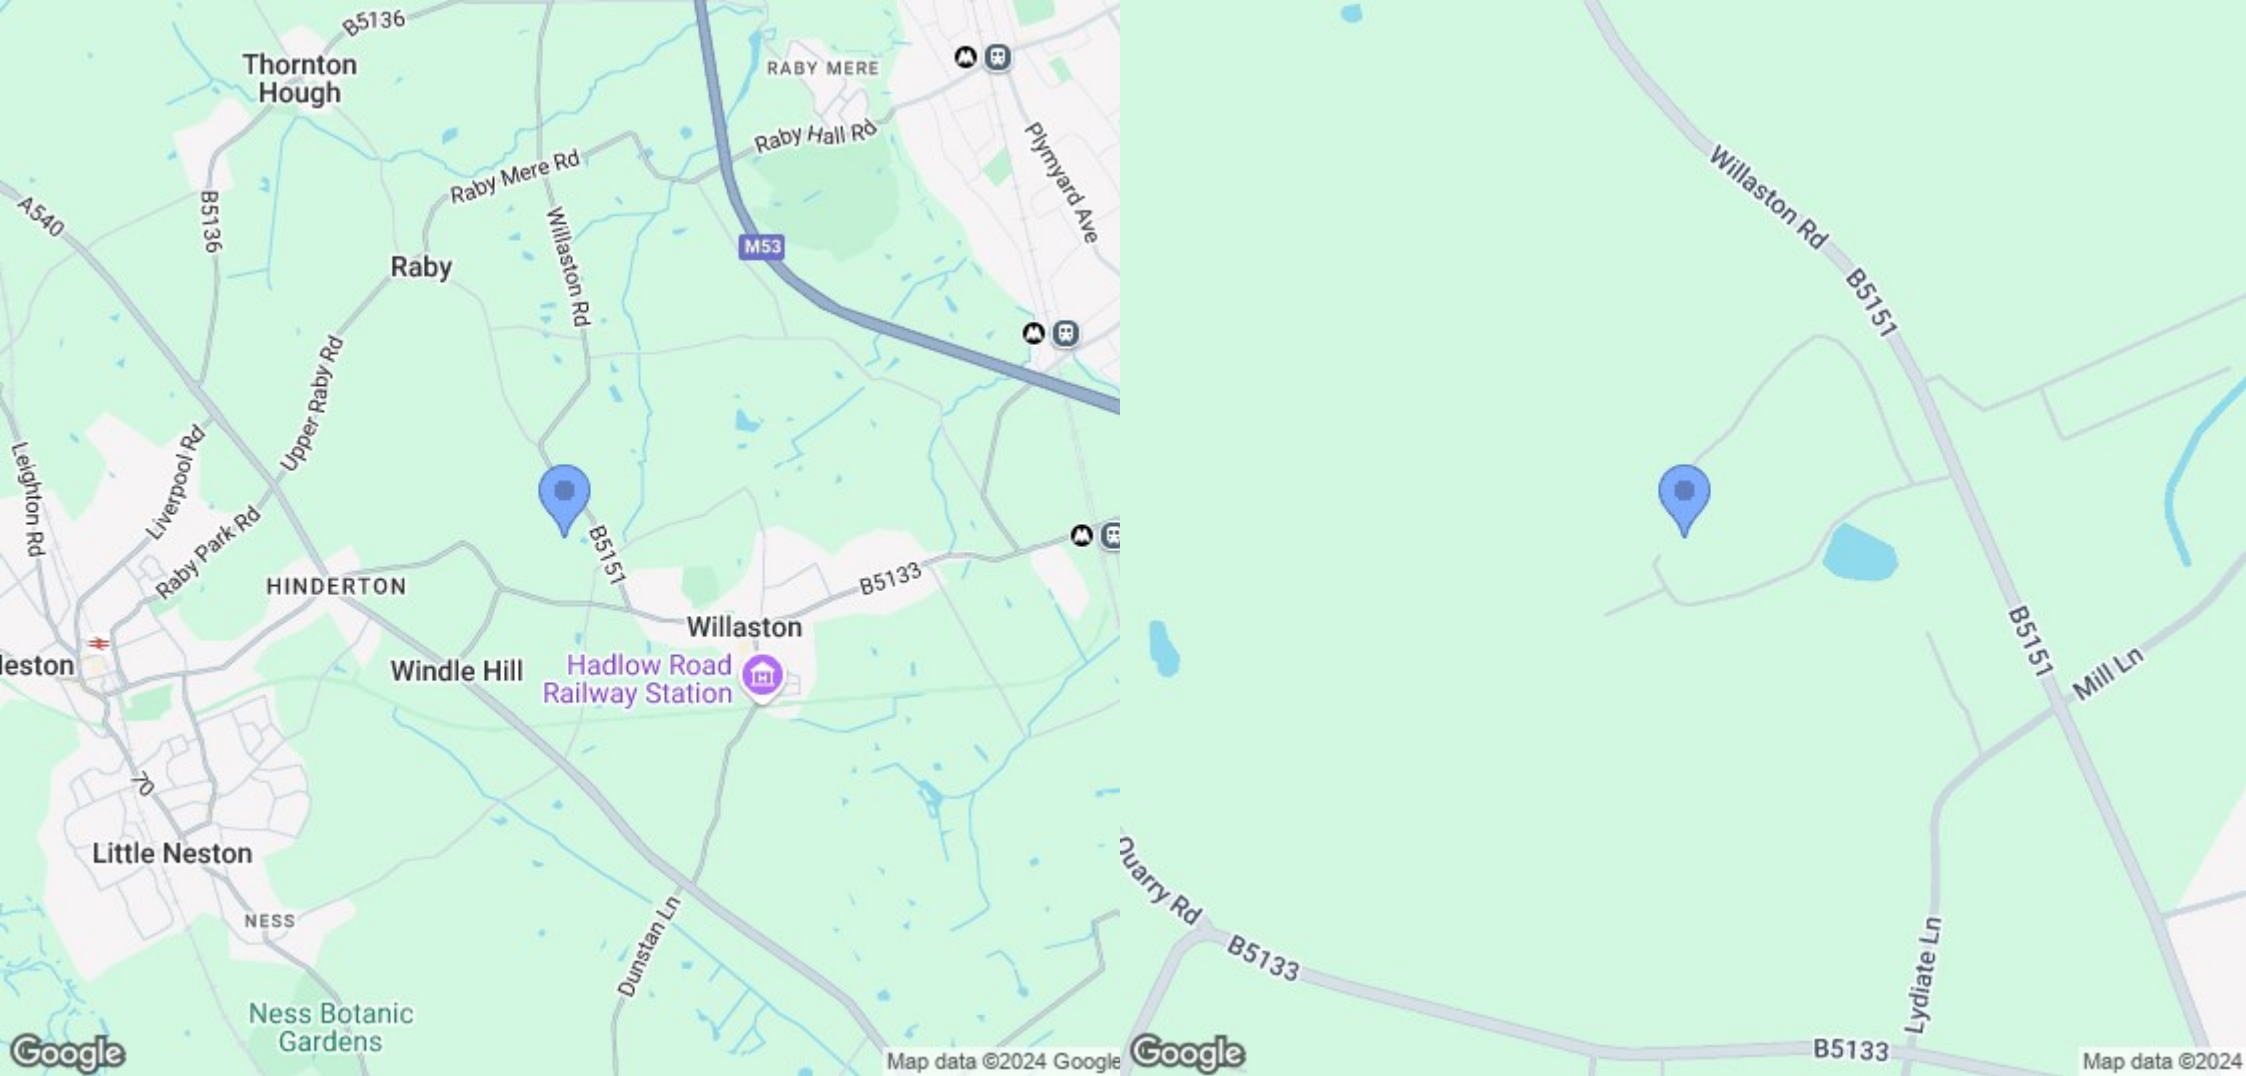 B5136
Thornton
Hough
RABY MERE
Raby Hall Rd
Plymyard Ave
Raby Mere Rd
A540
B5136
Willaston Rd
M53
Raby
Upper Raby Rd
Liverpool Rd
Leighton Rd
Raby Park Rd
HINDERTON
B5151
B5133
Willaston
leston
Windle Hill
Hadlow Road
Railway Station
70
Little Neston
NESS
Dunstan Ln
Ness Botanic
Gardens
Google
Map data ©2024 Google
Willaston Rd
B5151
B5151
Mill Ln
Quarry Rd
B5133
Lydiate Ln
B5133
Google
Map data ©2024